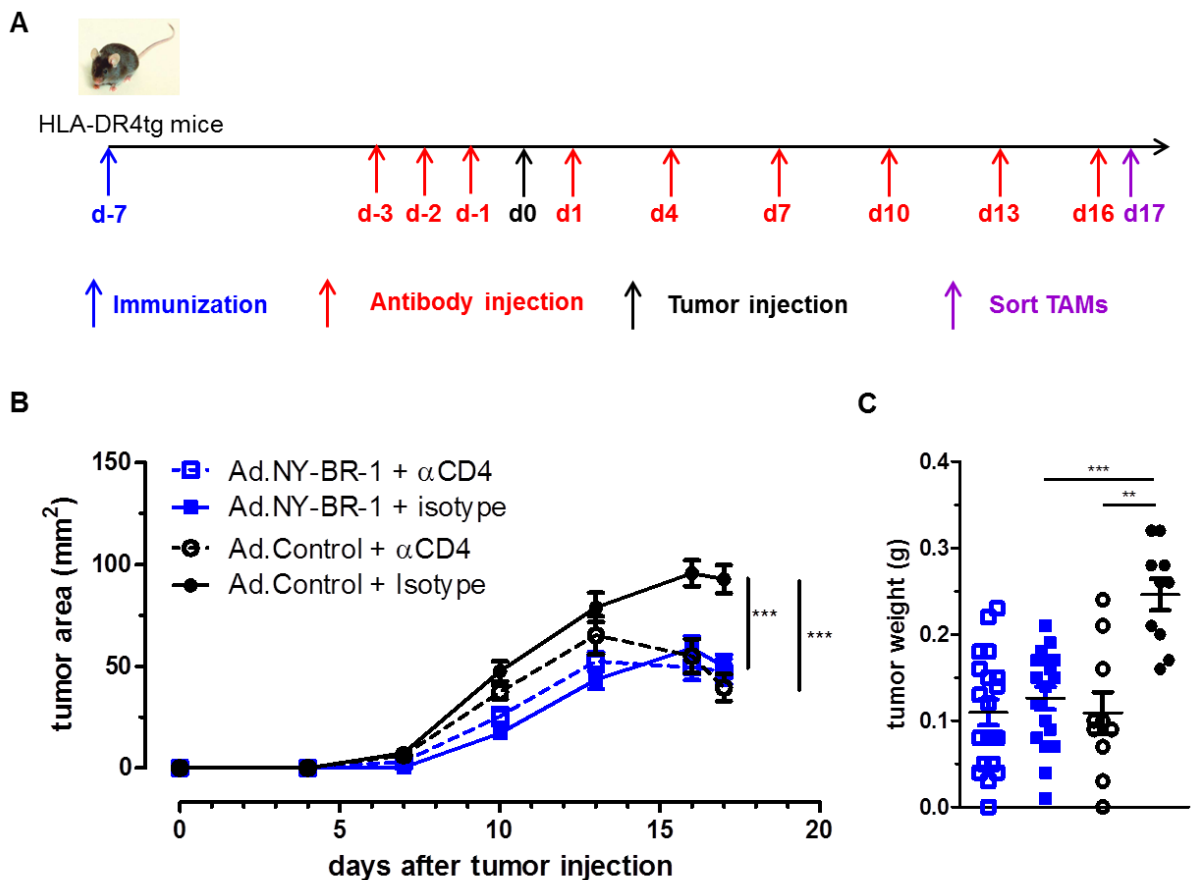 A
HLA-DR4tg mice
d-7 d-3 d-2 d-1 d0 d1 d4 d7 d10 d13 d16 d17
Immunization Antibody injection Tumor injection Sort TAMs
B
150
100
50
0
tumor area (mm²)
Ad.NY-BR-1 + αCD4
Ad.NY-BR-1 + isotype
Ad.Control + αCD4
Ad.Control + Isotype
***
***
0 5 10 15 20
days after tumor injection
C
0.4
0.3
0.2
0.1
0.0
tumor weight (g)
***
**